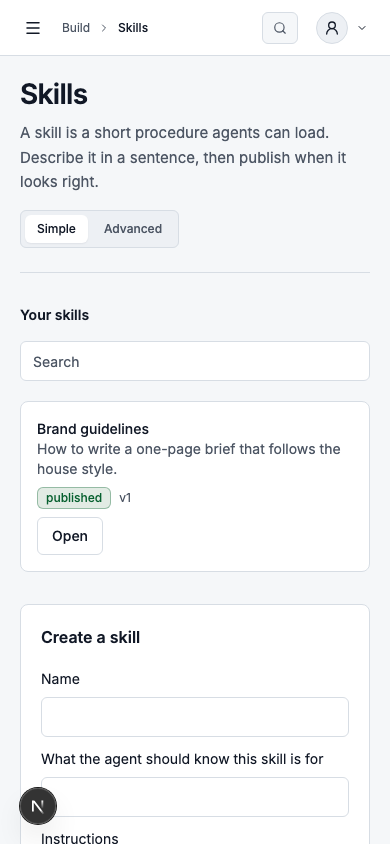 Build > Skills
Skills
A skill is a short procedure agents can load.
Describe it in a sentence, then publish when it
looks right.
Simple Advanced
Your skills
Search
Brand guidelines
How to write a one-page brief that follows the
house style.
published v1
Open
Create a skill
Name
What the agent should know this skill is for
N
Instructions